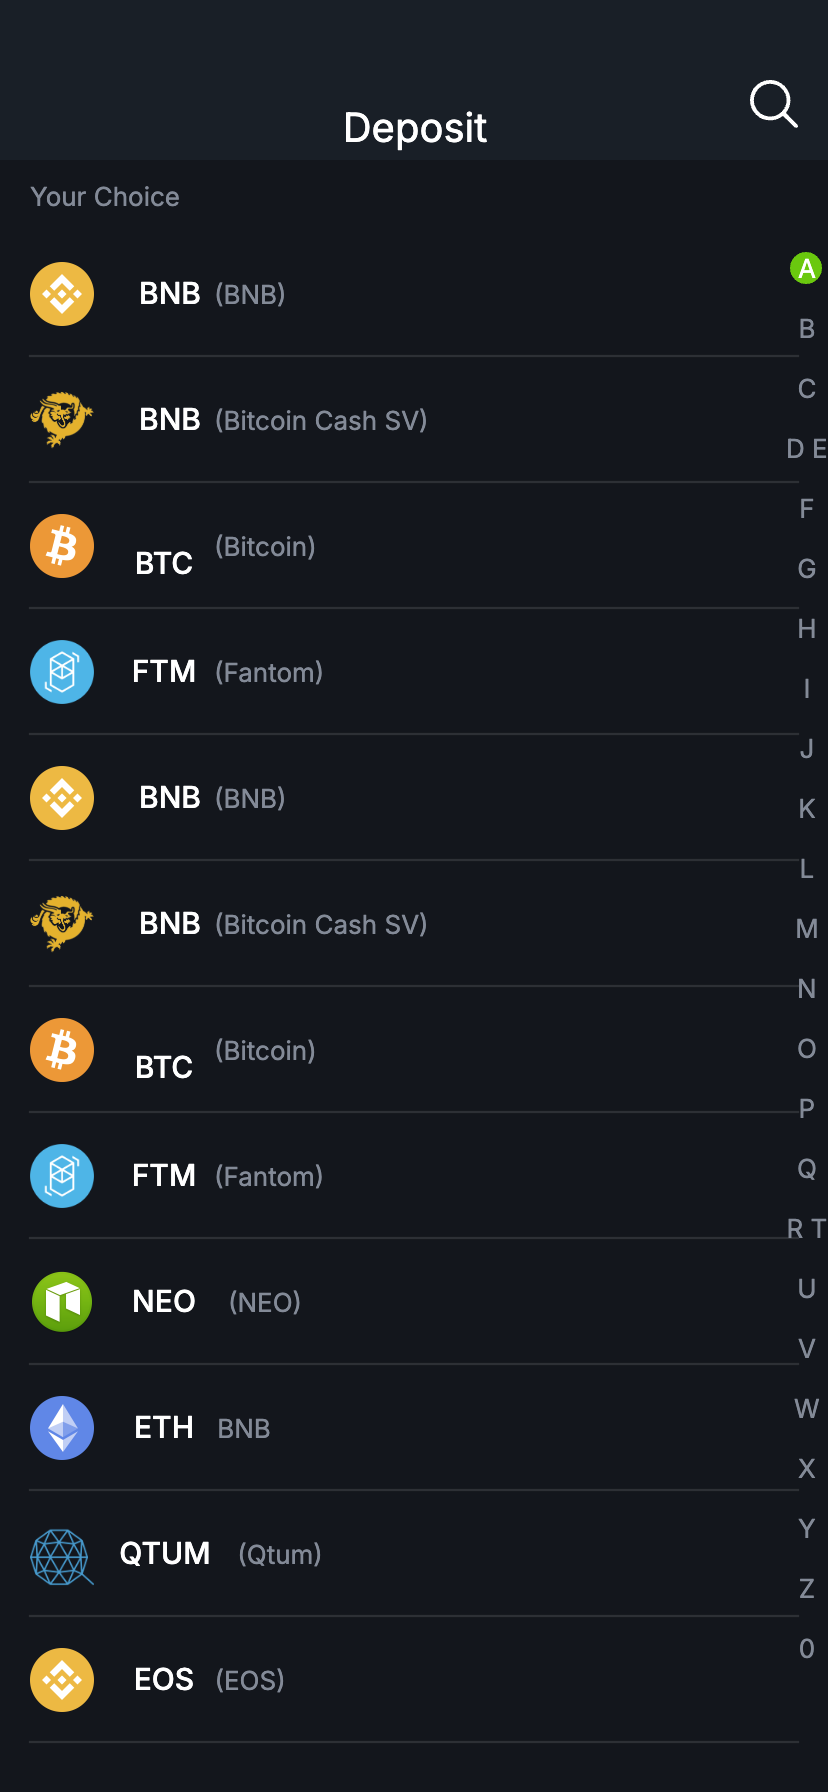 Deposit
Your Choice
BNB (BNB)
BNB (Bitcoin Cash SV)
BTC (Bitcoin)
FTM (Fantom)
BNB (BNB)
BNB (Bitcoin Cash SV)
BTC (Bitcoin)
FTM (Fantom)
NEO (NEO)
ETH BNB
QTUM (Qtum)
EOS (EOS)
A
B
C
D E
F
G
H
I
J
K
L
M
N
O
P
Q
R T
U
V
W
X
Y
Z
0